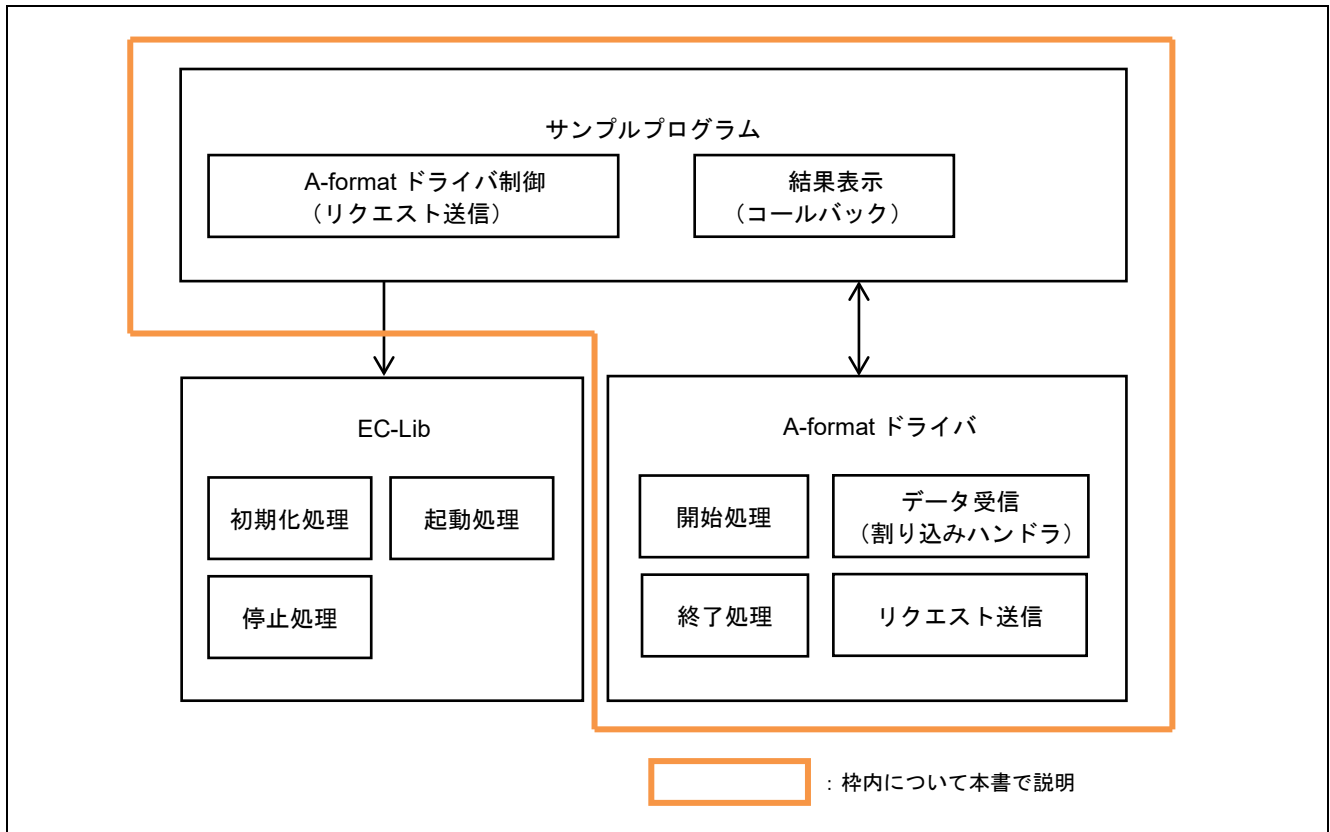 サンプルプログラム
A-format ドライバ制御
（リクエスト送信）
結果表示
（コールバック）
EC-Lib
初期化処理
起動処理
停止処理
A-format ドライバ
開始処理
データ受信
（割り込みハンドラ）
終了処理
リクエスト送信
：枠内について本書で説明